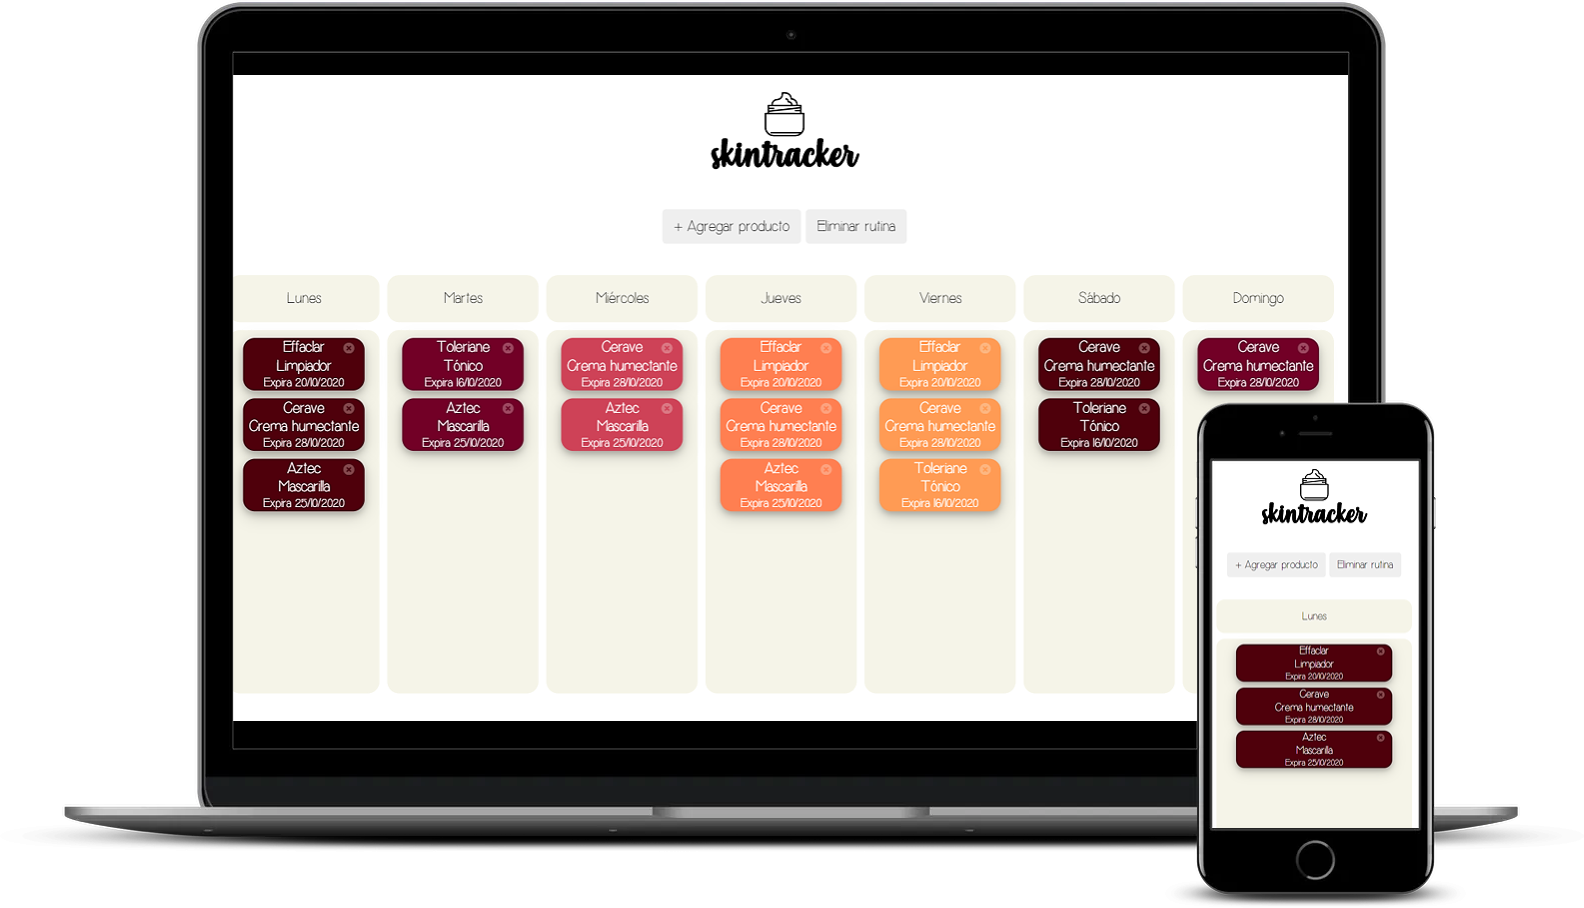 skintracker
+ Agregar producto
Eliminar rutina
Lunes
Martes
Miércoles
Jueves
Viernes
Sábado
Domingo
Effaclar
Limpiador
Expira 20/10/2020
Cerave
Crema humectante
Expira 28/10/2020
Aztec
Mascarilla
Expira 25/10/2020
Toleriane
Tónico
Expira 16/10/2020
Aztec
Mascarilla
Expira 25/10/2020
Cerave
Crema humectante
Expira 28/10/2020
Aztec
Mascarilla
Expira 25/10/2020
Effaclar
Limpiador
Expira 20/10/2020
Cerave
Crema humectante
Expira 28/10/2020
Aztec
Mascarilla
Expira 25/10/2020
Effaclar
Limpiador
Expira 20/10/2020
Cerave
Crema humectante
Expira 28/10/2020
Toleriane
Tónico
Expira 16/10/2020
Cerave
Crema humectante
Expira 28/10/2020
Toleriane
Tónico
Expira 16/10/2020
Cerave
Crema humectante
Expira 28/10/2020
skintracker
+ Agregar producto
Eliminar rutina
Lunes
Effaclar
Limpiador
Expira 20/10/2020
Cerave
Crema humectante
Expira 28/10/2020
Aztec
Mascarilla
Expira 25/10/2020